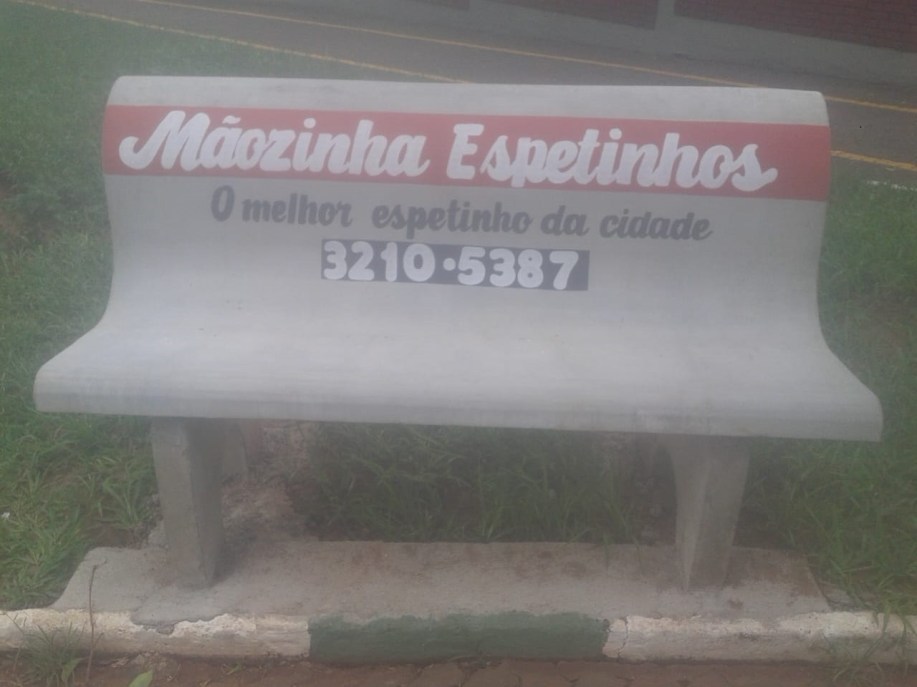 Mãozinha Espetinhos
O melhor espetinho da cidade
3210·5387